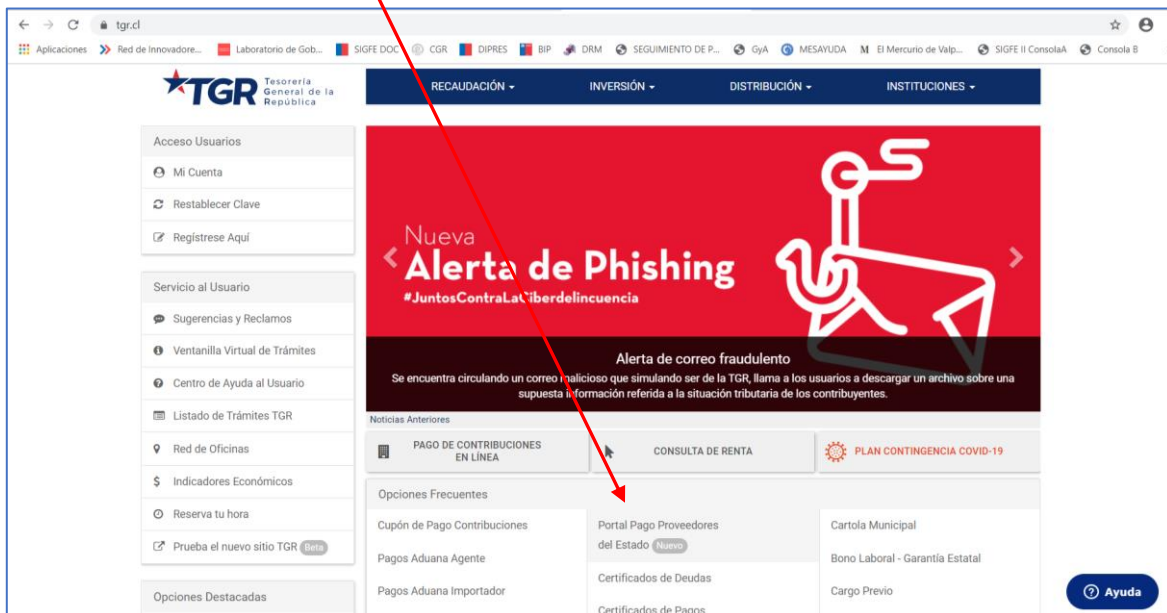 tgr.cl
Aplicaciones
Red de Innovadore...
Laboratorio de Gob...
SIGFE DOC
CGR
DIPRES
BIP
DRM
SEGUIMIENTO DE P...
GyA
MESAYUDA
El Mercurio de Valp...
SIGFE II ConsolaA
Consola B
TGR
Tesorería
General de la
República
RECAUDACIÓN
INVERSIÓN
DISTRIBUCIÓN
INSTITUCIONES
Acceso Usuarios
Mi Cuenta
Restablecer Clave
Regístrese Aquí
Servicio al Usuario
Sugerencias y Reclamos
Ventanilla Virtual de Trámites
Centro de Ayuda al Usuario
Listado de Trámites TGR
Red de Oficinas
$ Indicadores Económicos
Reserva tu hora
Prueba el nuevo sitio TGR Beta
Opciones Destacadas
Nueva
Alerta de Phishing
#JuntosContraLaCiberdelincuencia
Alerta de correo fraudulento
Se encuentra circulando un correo malicioso que simulando ser de la TGR, llama a los usuarios a descargar un archivo sobre una
supuesta información referida a la situación tributaria de los contribuyentes.
Noticias Anteriores
PAGO DE CONTRIBUCIONES
EN LÍNEA
CONSULTA DE RENTA
PLAN CONTINGENCIA COVID-19
Opciones Frecuentes
Cupón de Pago Contribuciones
Pagos Aduana Agente
Pagos Aduana Importador
Portal Pago Proveedores
del Estado Nuevo
Certificados de Deudas
Certificados de Pagos
Cartola Municipal
Bono Laboral - Garantía Estatal
Cargo Previo
Ayuda